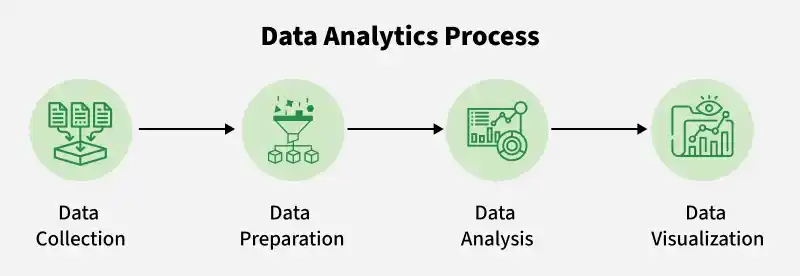 Data Analytics Process
Data
Collection
Data
Preparation
Data
Analysis
Data
Visualization